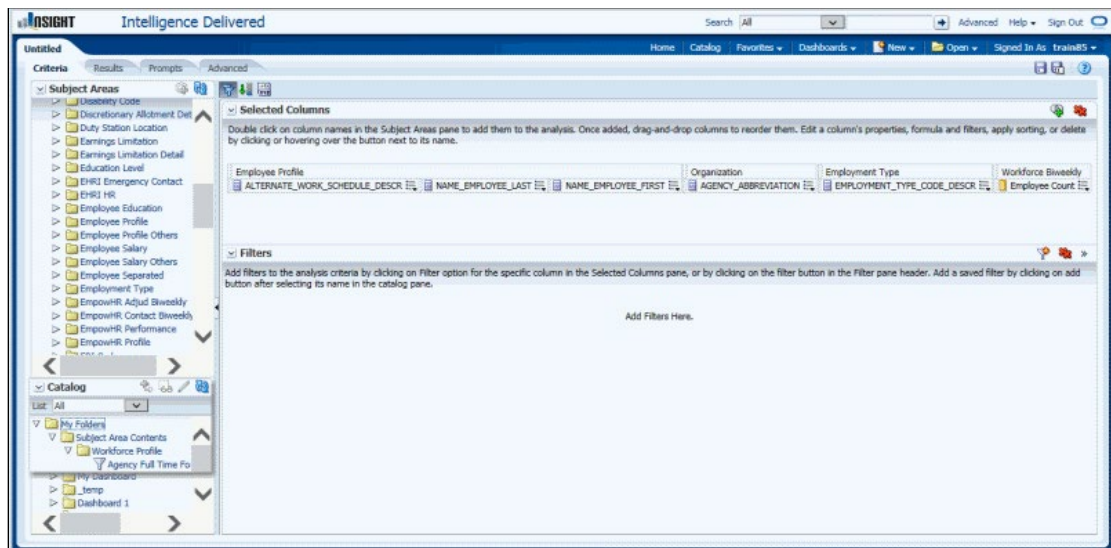 INSIGHT Intelligence Delivered Search All Advanced Help Sign Out
Untitled Home Catalog Favorites Dashboards New Open Signed In As train85
Criteria Results Prompts Advanced
Subject Areas
Disability Code
Discretionary Allotment Det
Duty Station Location
Earnings Limitation
Earnings Limitation Detail
Education Level
EHRI Emergency Contact
EHRI HR
Employee Education
Employee Profile
Employee Profile Others
Employee Salary
Employee Salary Others
Employee Separated
Employment Type
EmpowHR Adjud Biweekly
EmpowHR Contact Biweekly
EmpowHR Performance
EmpowHR Profile
Catalog
List All
My Folders
Subject Area Contents
Workforce Profile
Agency Full Time Fo
My Dashboard
_temp
Dashboard 1
Selected Columns
Double click on column names in the Subject Areas pane to add them to the analysis. Once added, drag-and-drop columns to reorder them. Edit a column's properties, formula and filters, apply sorting, or delete
by clicking or hovering over the button next to its name.
Employee Profile Organization Employment Type Workforce Biweekly
ALTERNATE_WORK_SCHEDULE_DESCR NAME_EMPLOYEE_LAST NAME_EMPLOYEE_FIRST AGENCY_ABBREVIATION EMPLOYMENT_TYPE_CODE_DESCR Employee Count
Filters
Add filters to the analysis criteria by clicking on Filter option for the specific column in the Selected Columns pane, or by clicking on the filter button in the Filter pane header. Add a saved filter by clicking on add
button after selecting its name in the catalog pane.
Add Filters Here.